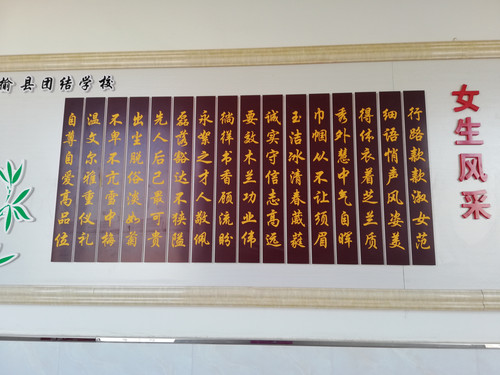 榆县团结学校
女生风采
行路款款淑女范
细语悄声风姿美
得体衣着芝兰质
秀外慧中气自晖
巾帼从不让须眉
玉洁冰清春葳蕤
诚实守信志高远
要效木兰功业伟
徜徉书香顾流盼
永絮之才人敬佩
磊落豁达不狭隘
先人后己最可贵
出尘脱俗淡如菊
不卑不亢雪中梅
温文尔雅重仪礼
自尊自爱高品位